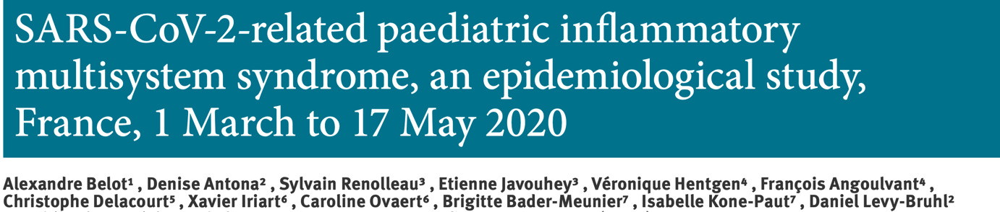 SARS-CoV-2-related paediatric inflammatory
multisystem syndrome, an epidemiological study,
France, 1 March to 17 May 2020
Alexandre Belot¹ , Denise Antona² , Sylvain Renolleau³ , Etienne Javouhey³ , Véronique Hentgen⁴ , François Angoulvant⁴ ,
Christophe Delacourt⁵ , Xavier Iriart⁶ , Caroline Ovaert⁶ , Brigitte Bader-Meunier⁷ , Isabelle Kone-Paut⁷ , Daniel Levy-Bruhl²